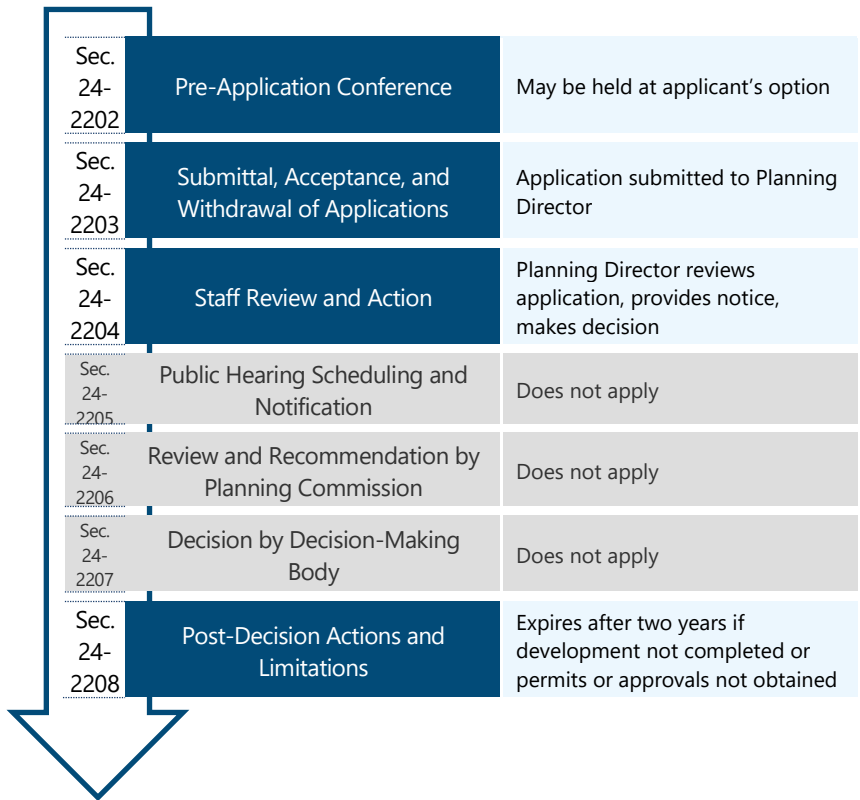 Sec.
24-
2202
Pre-Application Conference
May be held at applicant’s option
Sec.
24-
2203
Submittal, Acceptance, and
Withdrawal of Applications
Application submitted to Planning
Director
Sec.
24-
2204
Staff Review and Action
Planning Director reviews
application, provides notice,
makes decision
Sec.
24-
2205
Public Hearing Scheduling and
Notification
Does not apply
Sec.
24-
2206
Review and Recommendation by
Planning Commission
Does not apply
Sec.
24-
2207
Decision by Decision-Making
Body
Does not apply
Sec.
24-
2208
Post-Decision Actions and
Limitations
Expires after two years if
development not completed or
permits or approvals not obtained